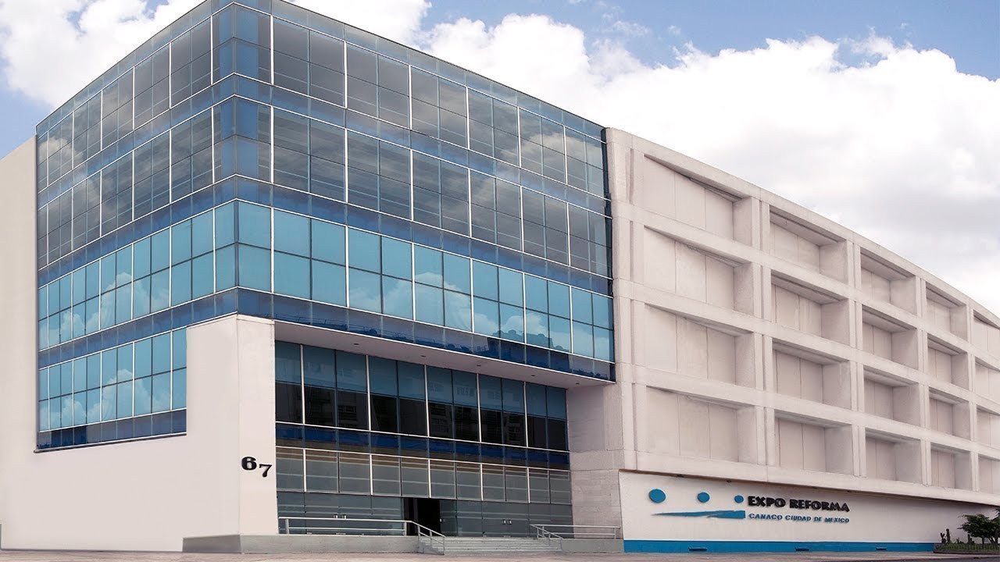 67
EXPO REFORMA
CANACO CIUDAD DE MEXICO